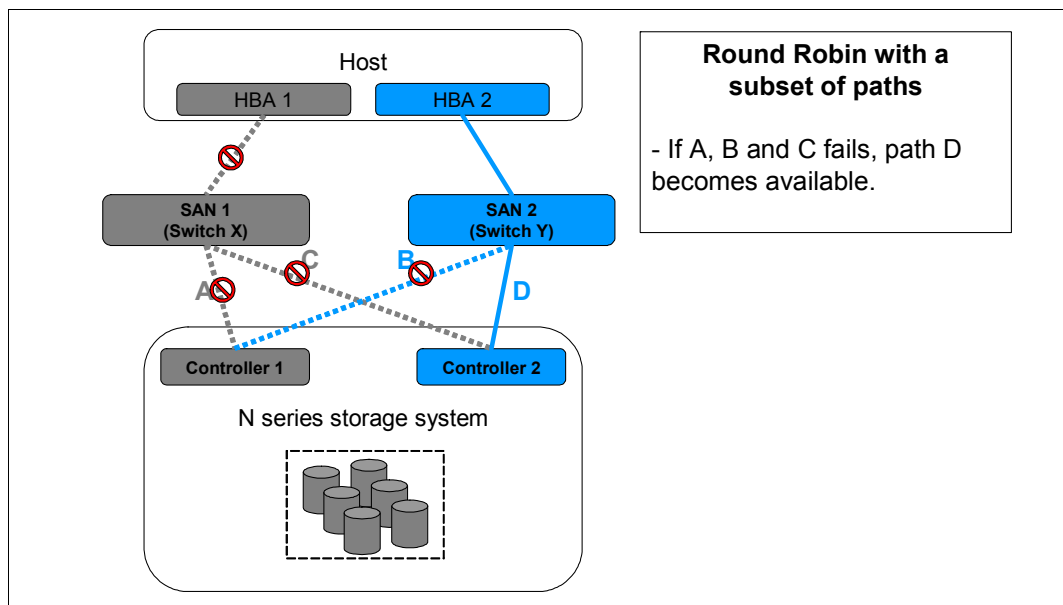 Host
HBA 1
HBA 2
Round Robin with a
subset of paths
- If A, B and C fails, path D
becomes available.
SAN 1
(Switch X)
SAN 2
(Switch Y)
A
C
B
D
Controller 1
Controller 2
N series storage system